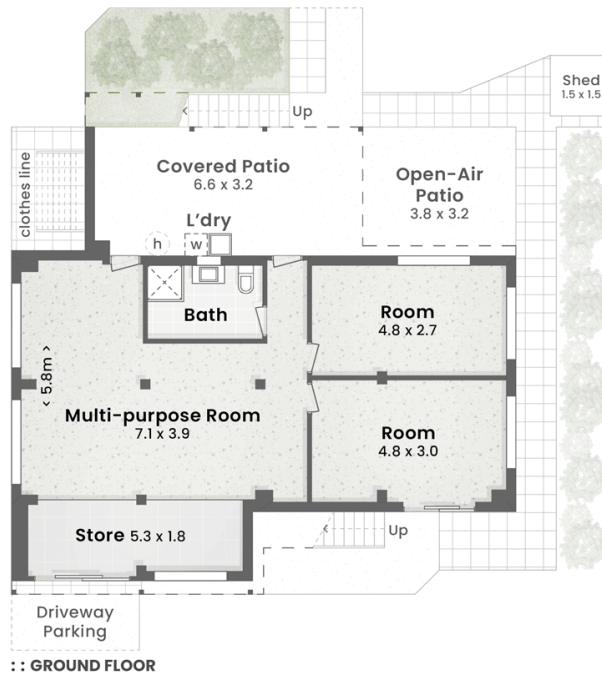 Shed
1.5 x 1.5
Up
Covered Patio
6.6 x 3.2
Open-Air
Patio
3.8 x 3.2
clothes line
L'dry
h
w
Bath
Room
4.8 x 2.7
< 5.8m >
Multi-purpose Room
7.1 x 3.9
Room
4.8 x 3.0
Store 5.3 x 1.8
Up
Driveway
Parking
:: GROUND FLOOR